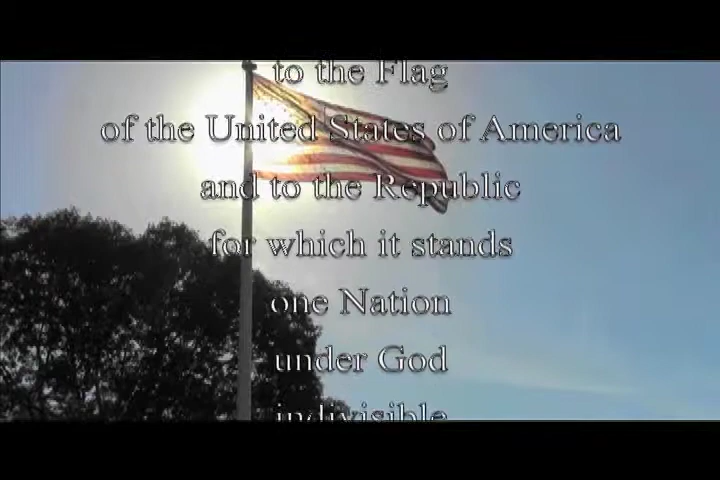 to the Flag
of the United States of America
and to the Republic
for which it stands
one Nation
under God
indivisible